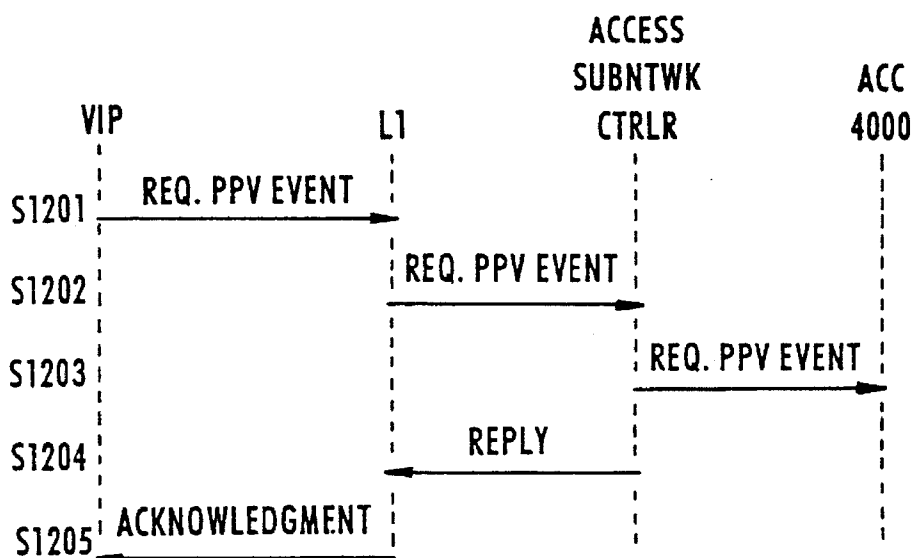 ACCESS
SUBNTWK
CTRLR
ACC
4000
VIP
L1
S1201
REQ. PPV EVENT
S1202
REQ. PPV EVENT
S1203
REQ. PPV EVENT
S1204
REPLY
S1205
ACKNOWLEDGMENT